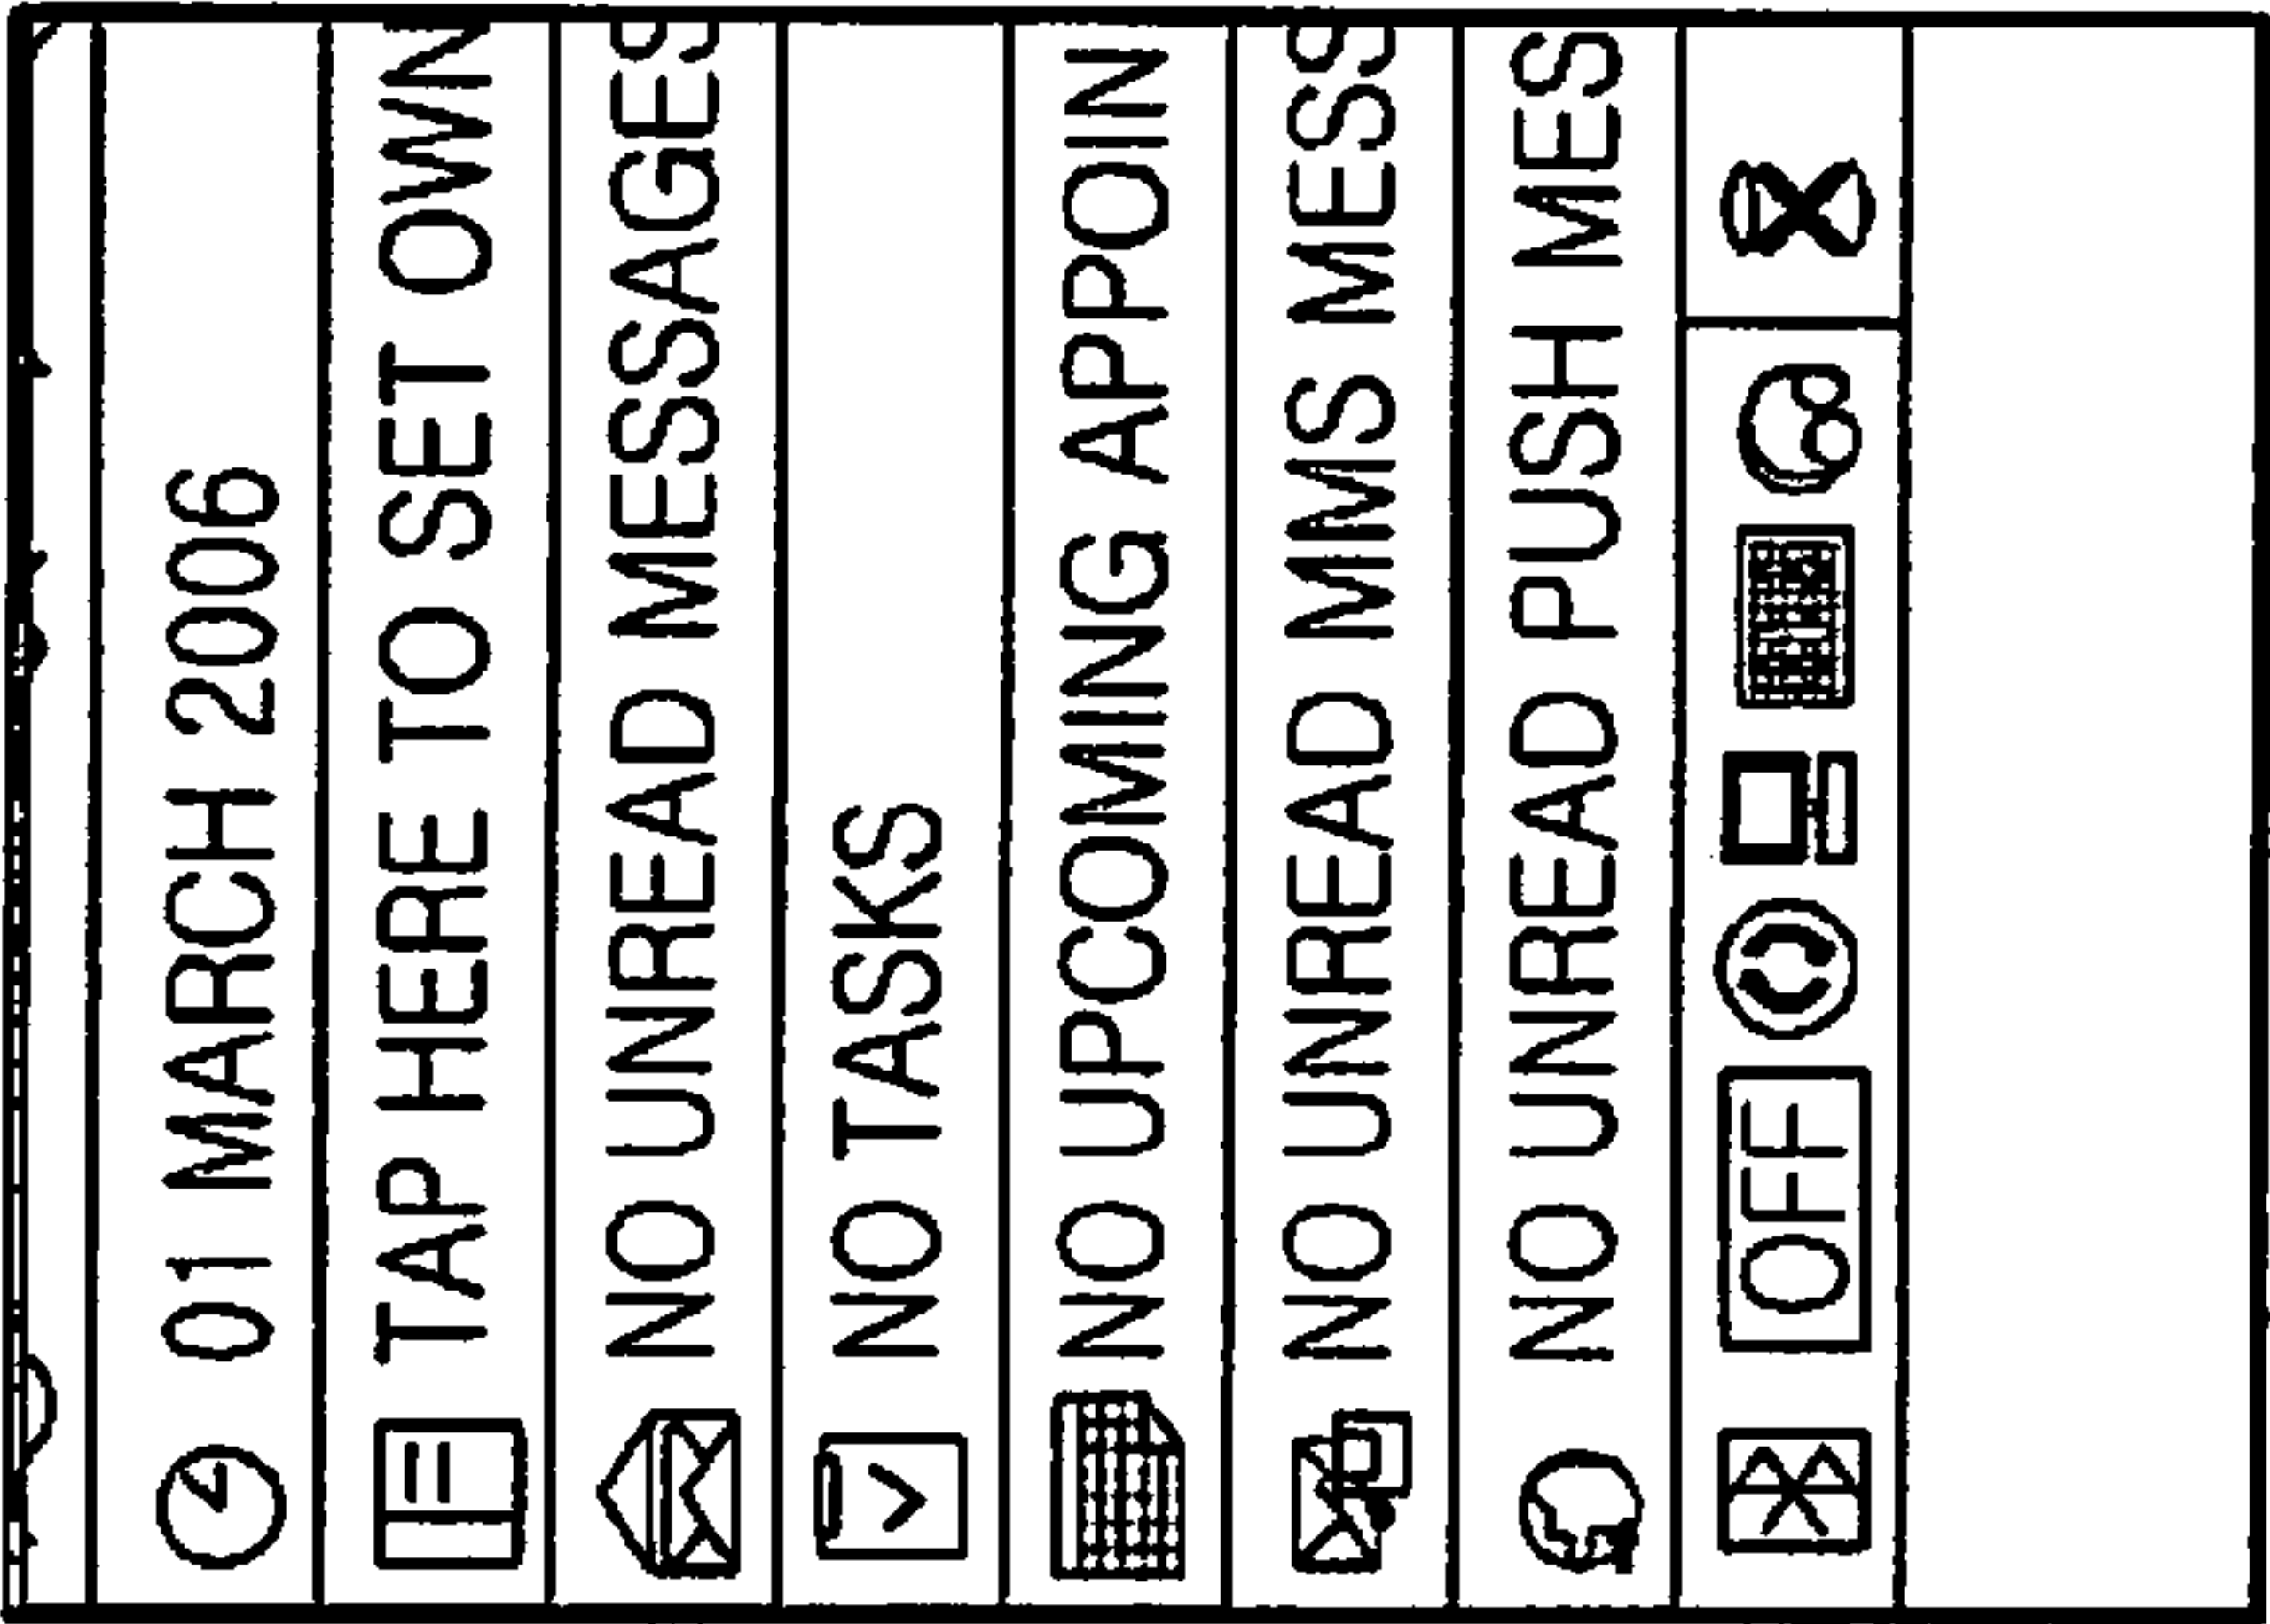 01 MARCH 2006
TAP HERE TO SET OWN
NO UNREAD MESSAGES
NO TASKS
NO UPCOMING APPOIN
NO UNREAD MMS MESS
NO UNREAD PUSH MES
OFF